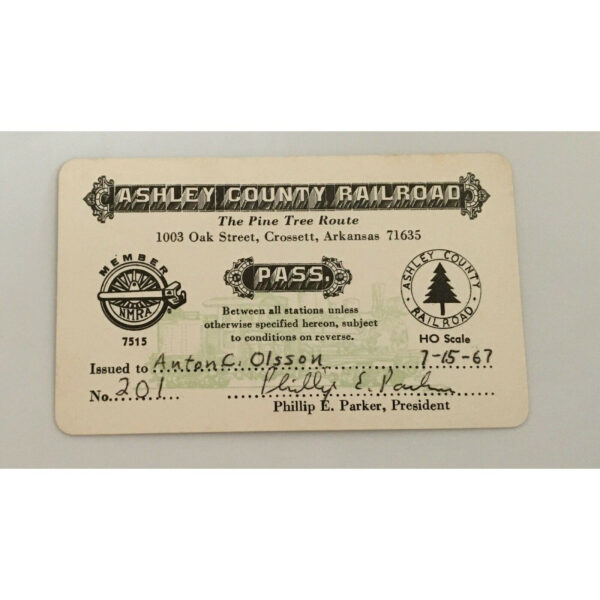 ASHLEY COUNTY RAILROAD
The Pine Tree Route
1003 Oak Street, Crossett, Arkansas 71635
MEMBER
NMRA
7515
PASS.
Between all stations unless
otherwise specified hereon, subject
to conditions on reverse.
ASHLEY COUNTY
RAILROAD
HO Scale
Issued to Anton C. Olsson 7-15-67
No. 201 Phillip E. Parker
Phillip E. Parker, President